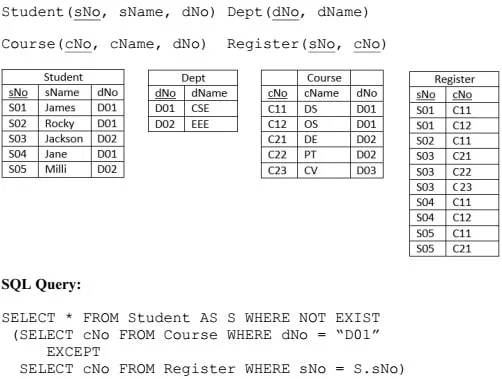 Student(sNo, sName, dNo) Dept(dNo, dName)
Course(cNo, cName, dNo) Register(sNo, cNo)
Student
sNo sName dNo
S01 James D01
S02 Rocky D01
S03 Jackson D02
S04 Jane D01
S05 Milli D02
Dept
dNo dName
D01 CSE
D02 EEE
Course
cNo cName dNo
C11 DS D01
C12 OS D01
C21 DE D02
C22 PT D02
C23 CV D03
Register
sNo cNo
S01 C11
S01 C12
S02 C11
S03 C21
S03 C22
S03 C 23
S04 C11
S04 C12
S05 C11
S05 C21
SQL Query:
SELECT * FROM Student AS S WHERE NOT EXIST
(SELECT cNo FROM Course WHERE dNo = “D01”
EXCEPT
SELECT cNo FROM Register WHERE sNo = S.sNo)